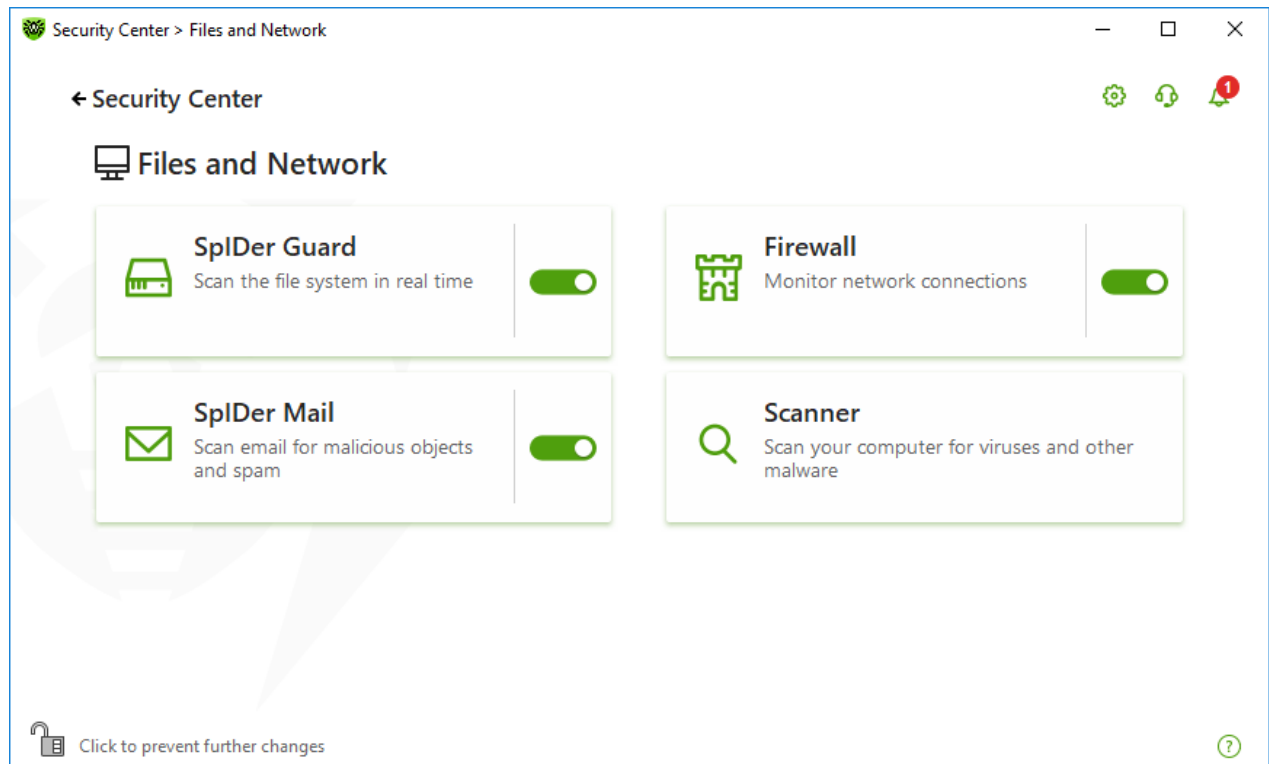 Security Center > Files and Network
Security Center
1
Files and Network
SpIDer Guard
Scan the file system in real time
Firewall
Monitor network connections
SpIDer Mail
Scan email for malicious objects
and spam
Scanner
Scan your computer for viruses and other
malware
Click to prevent further changes
?